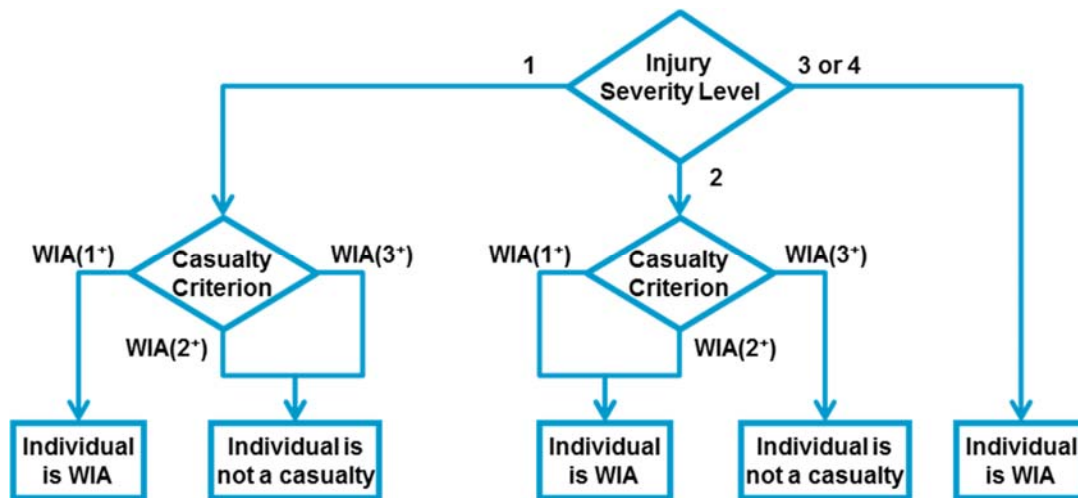 1
Injury
Severity Level
3 or 4
2
WIA(1⁺)
Casualty
Criterion
WIA(3⁺)
WIA(2⁺)
WIA(1⁺)
Casualty
Criterion
WIA(3⁺)
WIA(2⁺)
Individual
is WIA
Individual is
not a casualty
Individual
is WIA
Individual is
not a casualty
Individual
is WIA